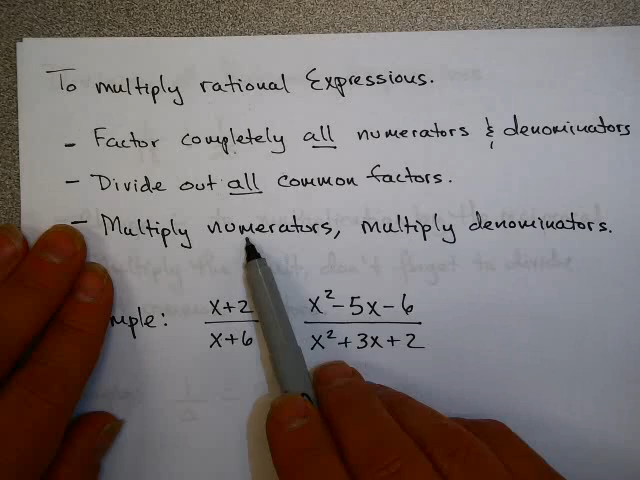 To multiply rational Expressions.
- Factor completely all numerators & denominators
- Divide out all common factors.
- Multiply numerators, multiply denominators.
mple: x+2 x²-5x-6
x+6 x²+3x+2